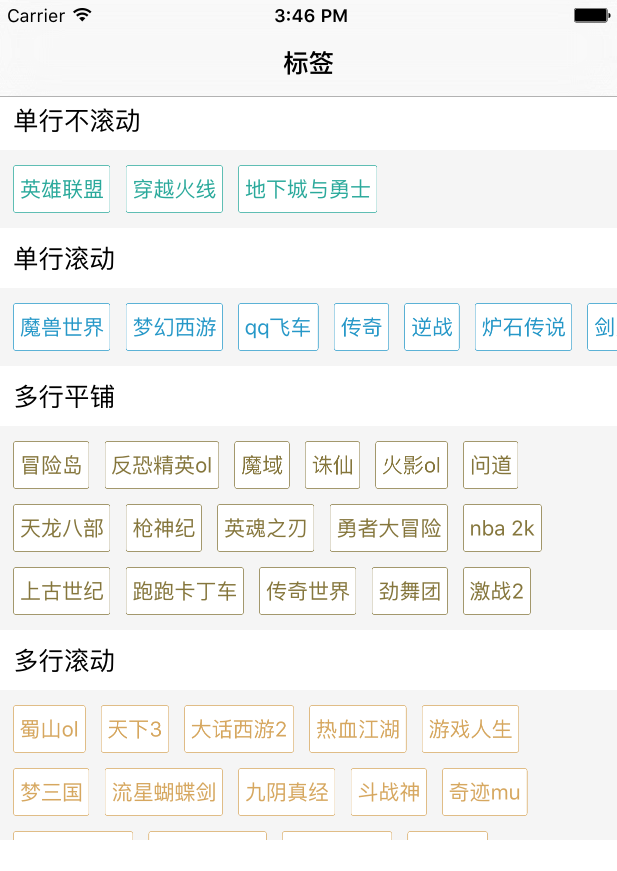 Carrier 3:46 PM
标签
单行不滚动
英雄联盟 穿越火线 地下城与勇士
单行滚动
魔兽世界 梦幻西游 qq飞车 传奇 逆战 炉石传说 剑
多行平铺
冒险岛 反恐精英ol 魔域 诛仙 火影ol 问道
天龙八部 枪神纪 英魂之刃 勇者大冒险 nba 2k
上古世纪 跑跑卡丁车 传奇世界 劲舞团 激战2
多行滚动
蜀山ol 天下3 大话西游2 热血江湖 游戏人生
梦三国 流星蝴蝶剑 九阴真经 斗战神 奇迹mu